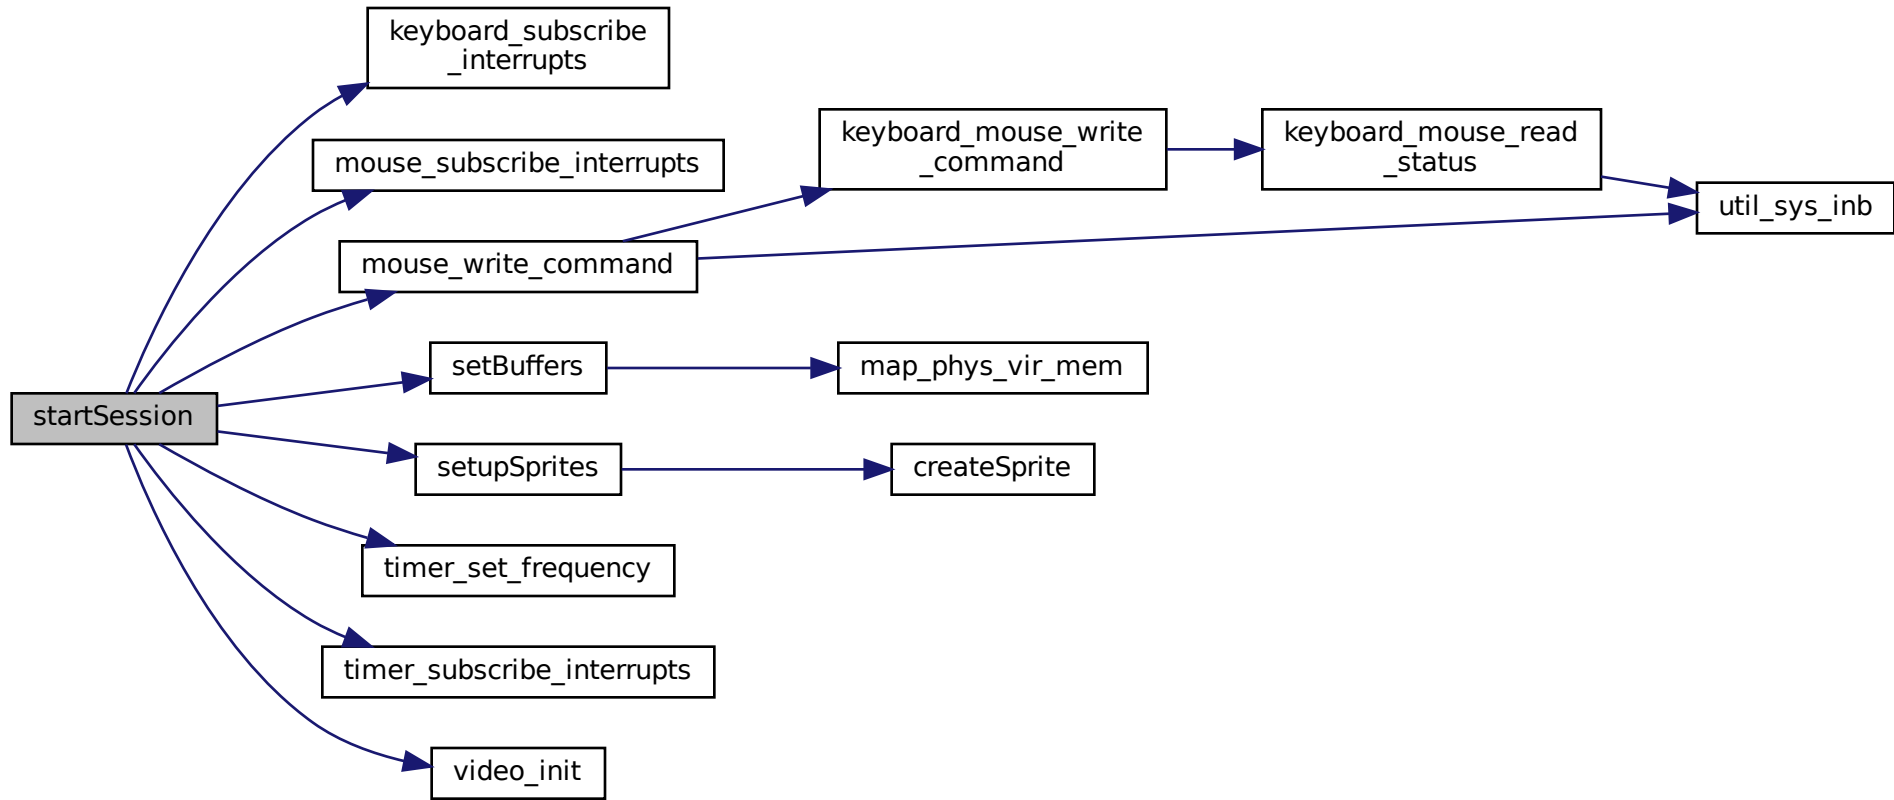 keyboard_subscribe
_interrupts
mouse_subscribe_interrupts
keyboard_mouse_write
_command
keyboard_mouse_read
_status
util_sys_inb
mouse_write_command
setBuffers
map_phys_vir_mem
startSession
setupSprites
createSprite
timer_set_frequency
timer_subscribe_interrupts
video_init